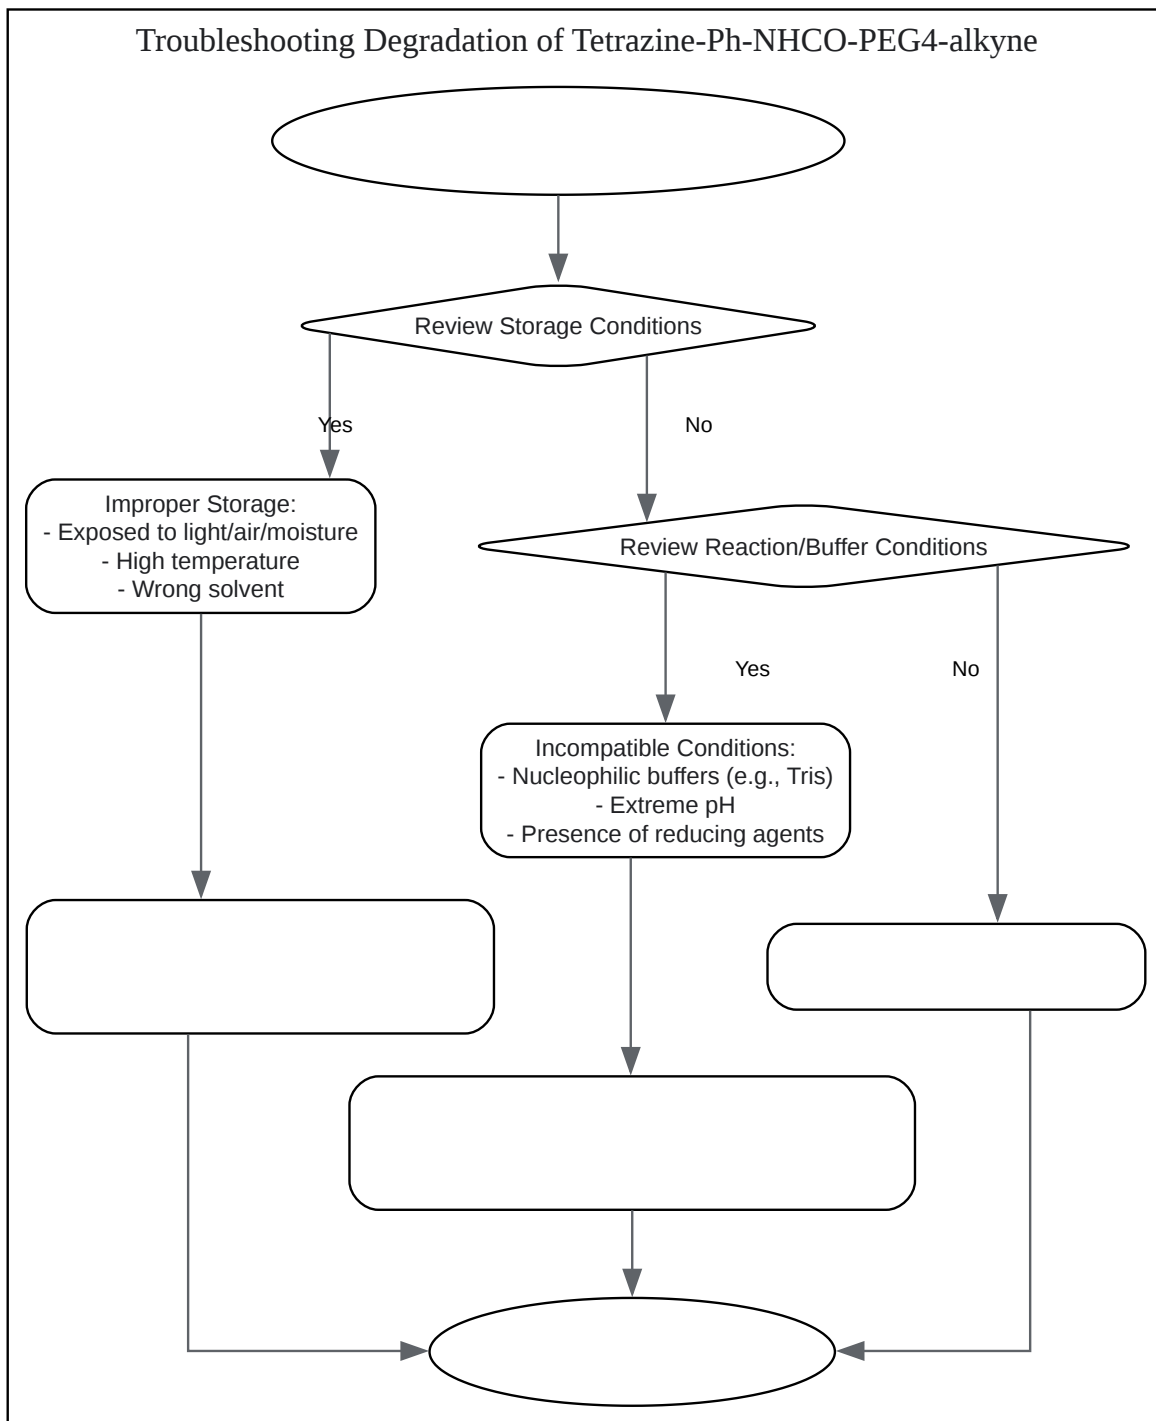 Troubleshooting Degradation of Tetrazine-Ph-NHCO-PEG4-alkyne
Review Storage Conditions
Yes
No
Improper Storage:
- Exposed to light/air/moisture
- High temperature
- Wrong solvent
Review Reaction/Buffer Conditions
Yes
No
Incompatible Conditions:
- Nucleophilic buffers (e.g., Tris)
- Extreme pH
- Presence of reducing agents